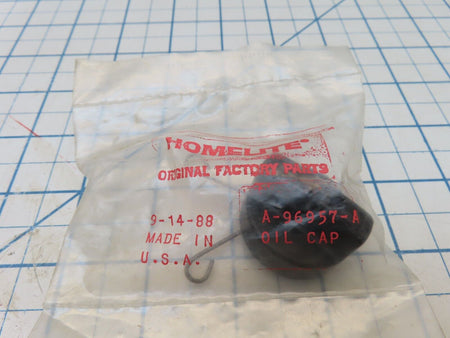 HOMELITE®
ORIGINAL FACTORY PARTS
9-14-88 A-96957-A
MADE IN OIL CAP
U.S.A.